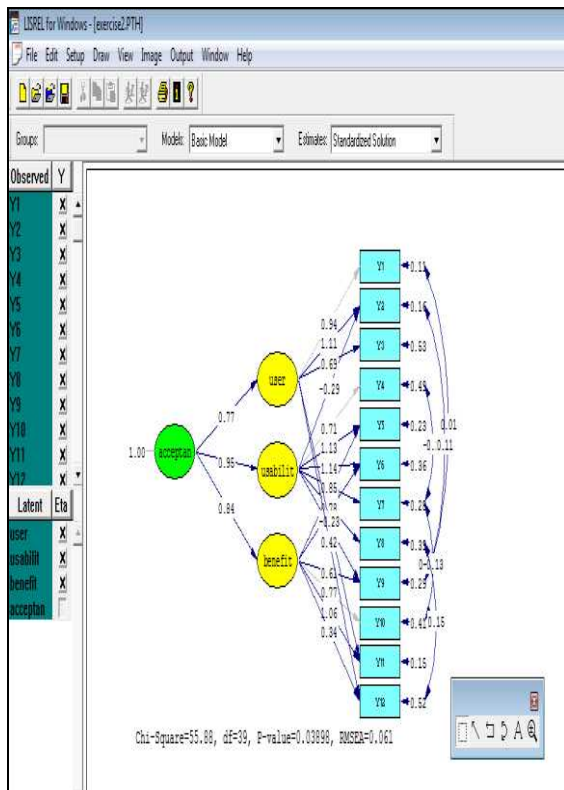 LISREL for Windows - [exercise2.PTH]
File Edit Setup Draw View Image Output Window Help
Groups: Models: Basic Model Estimates: Standardized Solution
Observed Y
Y1 X
Y2 X
Y3 X
Y4 X
Y5 X
Y6 X
Y7 X
Y8 X
Y9 X
Y10 X
Y11 X
Y12 X
Latent Eta
user X
usabilit X
benefit X
acceptan
1.00
acceptan
0.77
0.95
0.84
user
usabilit
benefit
0.94
1.11
0.69
-0.29
0.71
1.13
1.14
0.85
-0.23
0.42
0.61
0.77
1.06
0.84
Y1 0.11
Y2 0.16
Y3 0.53
Y4
Y5 0.23
Y6 0.36
Y7
Y8
Y9
Y10
Y11 0.15
Y12 0.52
0.01
0.11
0.13
0.15
Chi-Square=55.88, df=39, P-value=0.03898, RMSEA=0.061
A